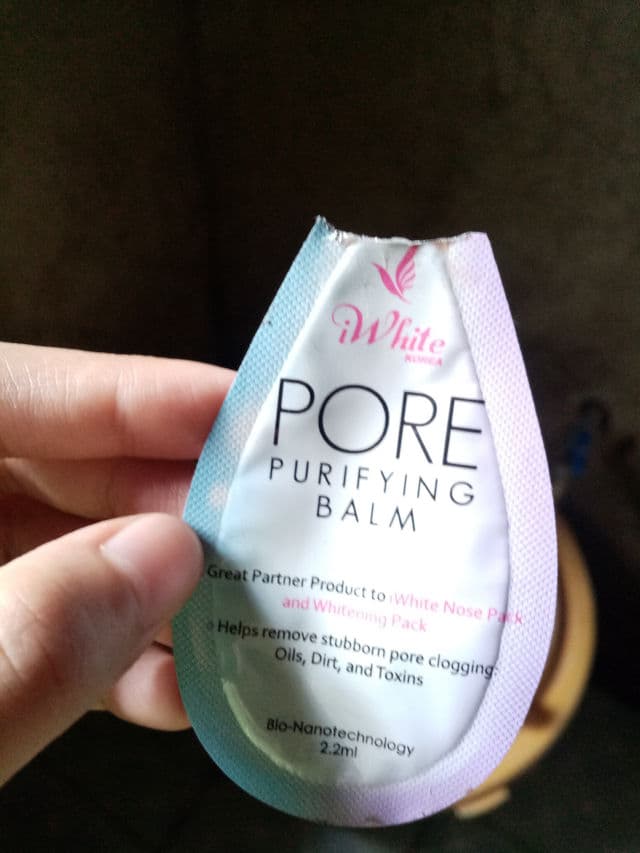 iWhite
KOREA
PORE
PURIFYING
BALM
Great Partner Product to iWhite Nose Pack
and Whitening Pack
Helps remove stubborn pore clogging
Oils, Dirt, and Toxins
Bio-Nanotechnology
2.2ml